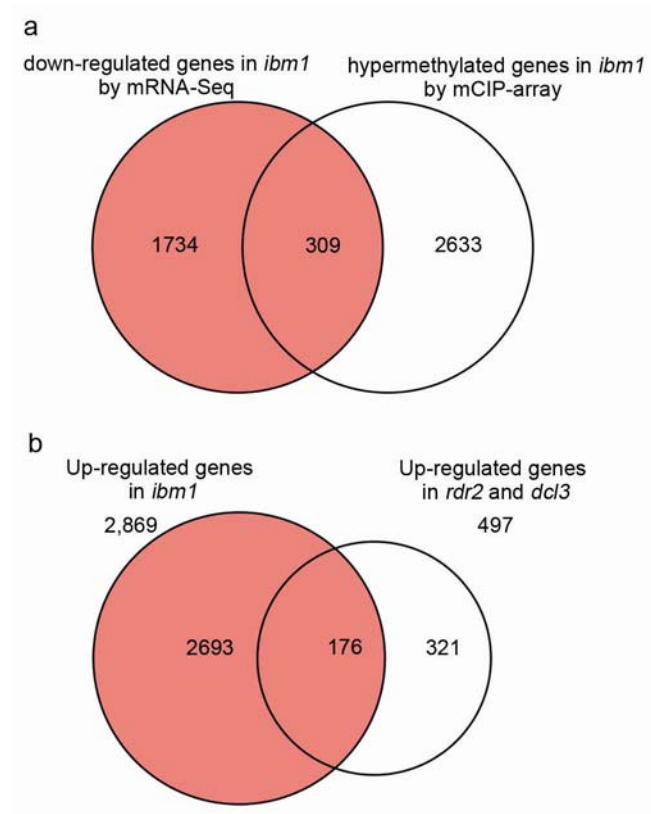 a
down-regulated genes in ibm1
by mRNA-Seq
hypermethylated genes in ibm1
by mCIP-array
1734
309
2633
b
Up-regulated genes
in ibm1
2,869
Up-regulated genes
in rdr2 and dcl3
497
2693
176
321